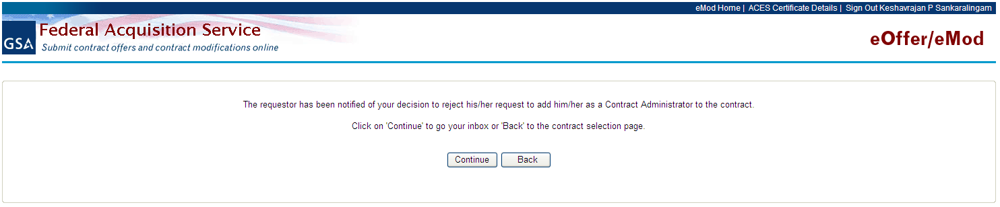 eMod Home | ACES Certificate Details | Sign Out Keshavrajan P Sankaralingam
GSA
Federal Acquisition Service
Submit contract offers and contract modifications online
eOffer/eMod
The requestor has been notified of your decision to reject his/her request to add him/her as a Contract Administrator to the contract.
Click on 'Continue' to go your inbox or 'Back' to the contract selection page.
Continue Back